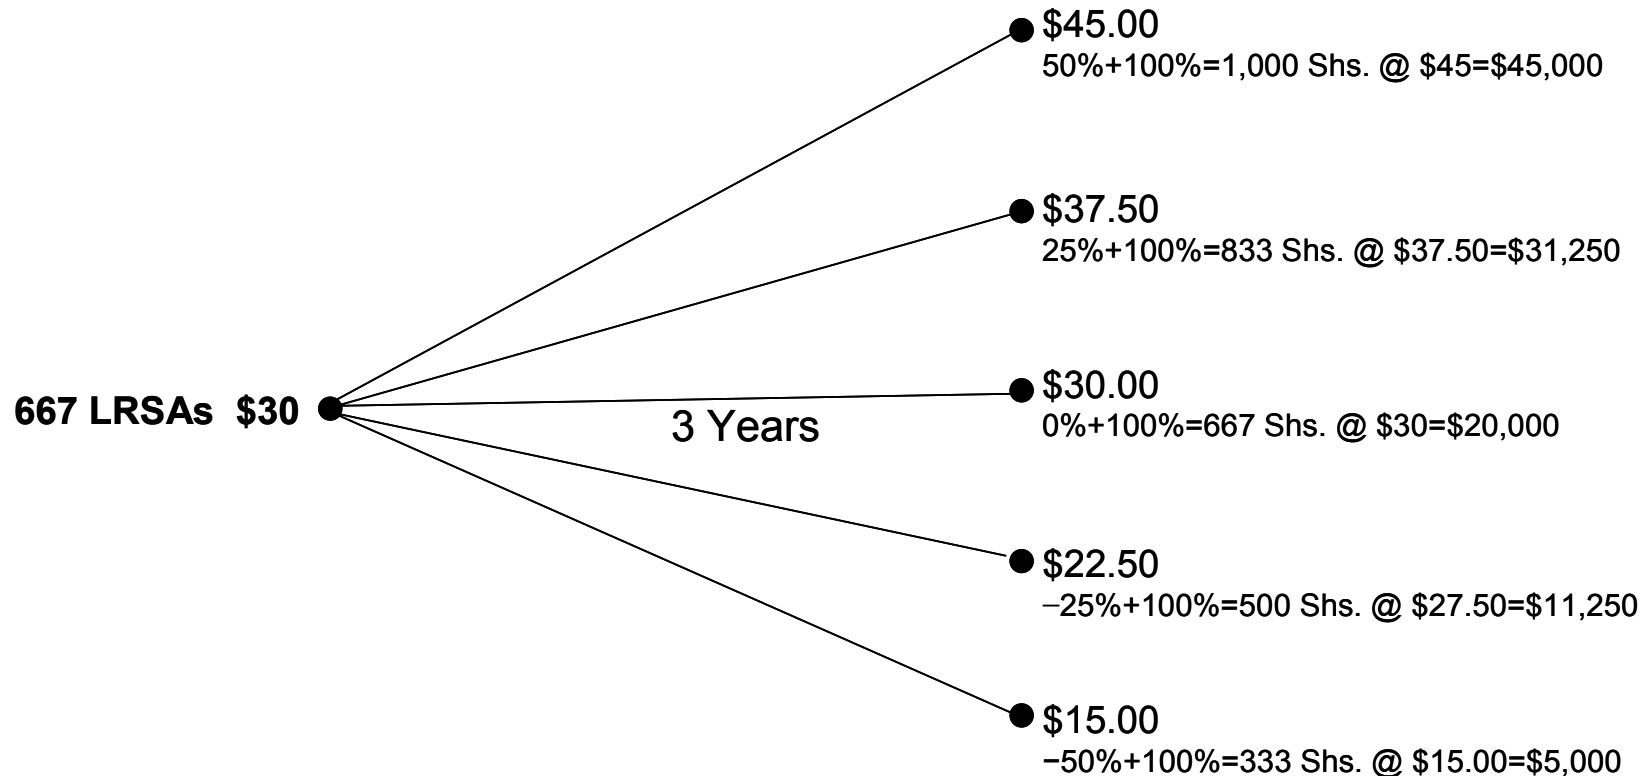 $45.00
50%+100%=1,000 Shs. @ $45=$45,000
$37.50
25%+100%=833 Shs. @ $37.50=$31,250
667 LRSAs $30
3 Years
$30.00
0%+100%=667 Shs. @ $30=$20,000
$22.50
–25%+100%=500 Shs. @ $27.50=$11,250
$15.00
−50%+100%=333 Shs. @ $15.00=$5,000